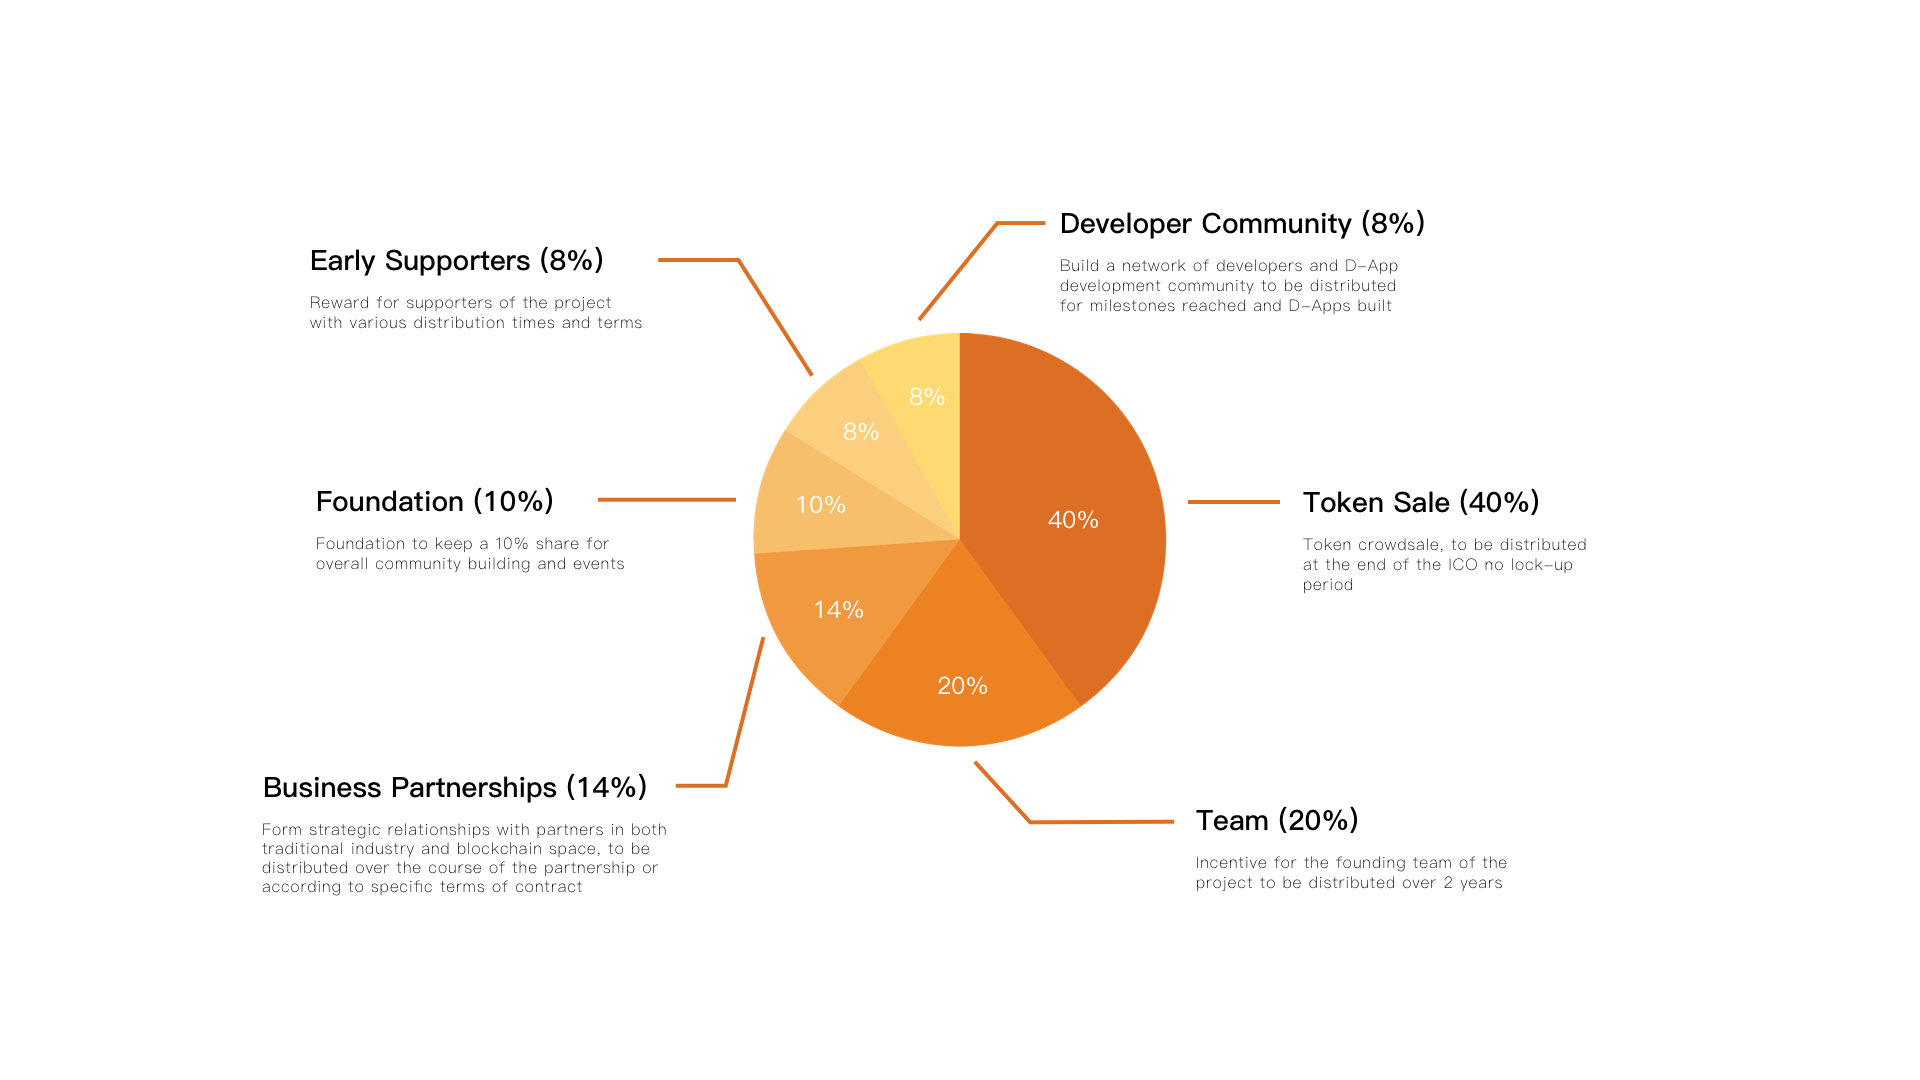 Developer Community (8%)
Build a network of developers and D-App
development community to be distributed
for milestones reached and D-Apps built
Early Supporters (8%)
Reward for supporters of the project
with various distribution times and terms
8%
8%
Foundation (10%)
Foundation to keep a 10% share for
overall community building and events
10%
40%
Token Sale (40%)
Token crowdsale, to be distributed
at the end of the ICO no lock-up
period
14%
20%
Business Partnerships (14%)
Form strategic relationships with partners in both
traditional industry and blockchain space, to be
distributed over the course of the partnership or
according to specific terms of contract
Team (20%)
Incentive for the founding team of the
project to be distributed over 2 years